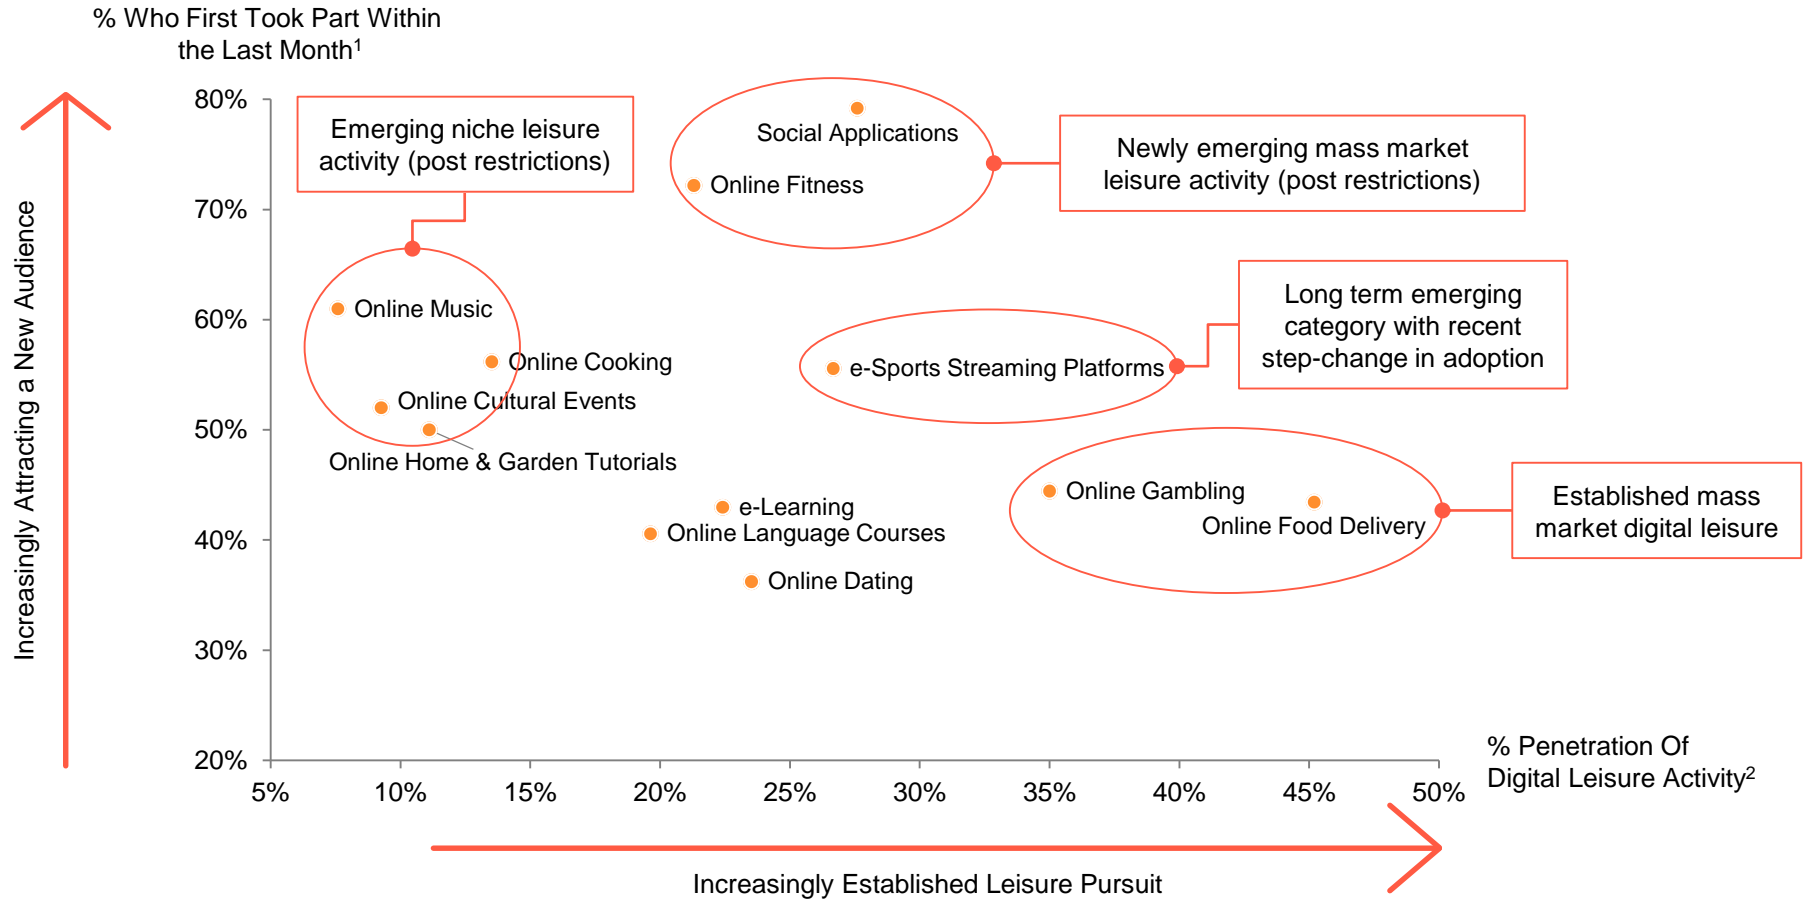 % Who First Took Part Within
the Last Month¹
Increasingly Attracting a New Audience
80%
70%
60%
50%
40%
30%
20%
Emerging niche leisure
activity (post restrictions)
Social Applications
Online Fitness
Newly emerging mass market
leisure activity (post restrictions)
Online Music
Online Cooking
Online Cultural Events
Online Home & Garden Tutorials
Long term emerging
category with recent
step-change in adoption
e-Sports Streaming Platforms
e-Learning
Online Language Courses
Online Dating
Online Gambling
Online Food Delivery
Established mass
market digital leisure
5%
10%
15%
20%
25%
30%
35%
40%
45%
50%
% Penetration Of
Digital Leisure Activity²
Increasingly Established Leisure Pursuit